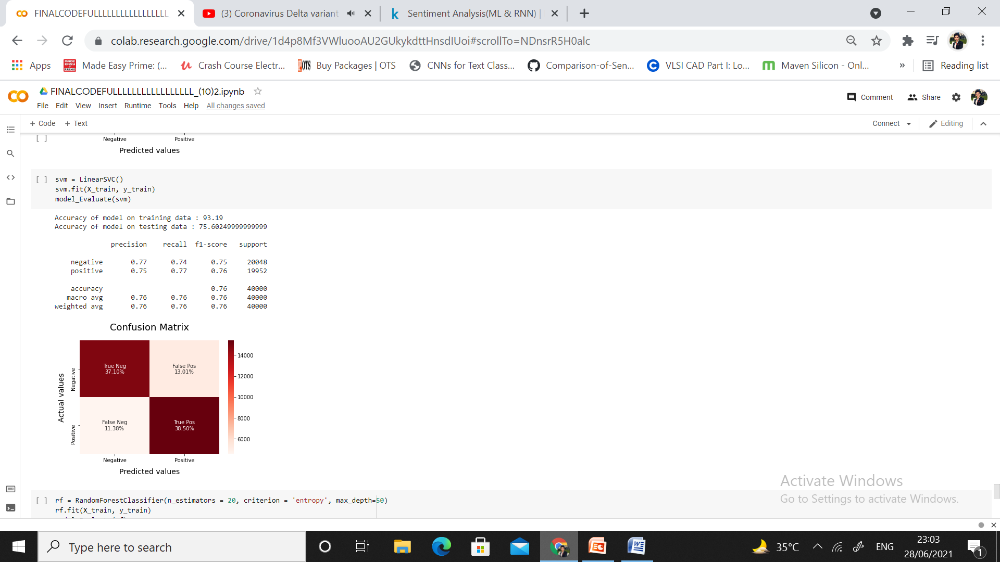 FINALCODEFULLLLLLLLLLLLLLLLL_
(3) Coronavirus Delta variant
Sentiment Analysis(ML & RNN) |
colab.research.google.com/drive/1d4p8Mf3VWluooAU2GUkykdttHnsdIUoi#scrollTo=NDnsrR5H0alc
Apps
Made Easy Prime: (...
Crash Course Electr...
Buy Packages | OTS
CNNs for Text Class...
Comparison-of-Sen...
VLSI CAD Part I: Lo...
Maven Silicon - Onl...
»
Reading list
FINALCODEFULLLLLLLLLLLLLLLLL_(10)2.ipynb
Comment
Share
File Edit View Insert Runtime Tools Help All changes saved
+ Code + Text
Connect
Editing
[ ]
Negative Positive
Predicted values
[ ] svm = LinearSVC()
svm.fit(X_train, y_train)
model_Evaluate(svm)
Accuracy of model on training data : 93.19
Accuracy of model on testing data : 75.60249999999999
precision recall f1-score support
negative 0.77 0.74 0.75 20048
positive 0.75 0.77 0.76 19952
accuracy 0.76 40000
macro avg 0.76 0.76 0.76 40000
weighted avg 0.76 0.76 0.76 40000
Confusion Matrix
Actual values
Negative
Positive
True Neg
37.10%
False Pos
13.01%
False Neg
11.38%
True Pos
38.50%
14000
12000
10000
8000
6000
Negative Positive
Predicted values
Activate Windows
Go to Settings to activate Windows.
[ ] rf = RandomForestClassifier(n_estimators = 20, criterion = 'entropy', max_depth=50)
rf.fit(X_train, y_train)
Type here to search
35°C
ENG
23:03
28/06/2021
1